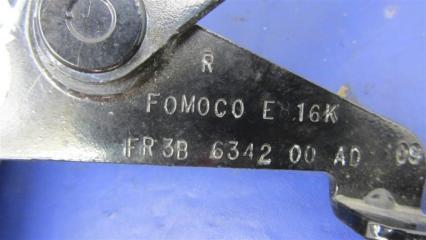 R
FOMOCO E 16K
FR3B 6342 00 AD